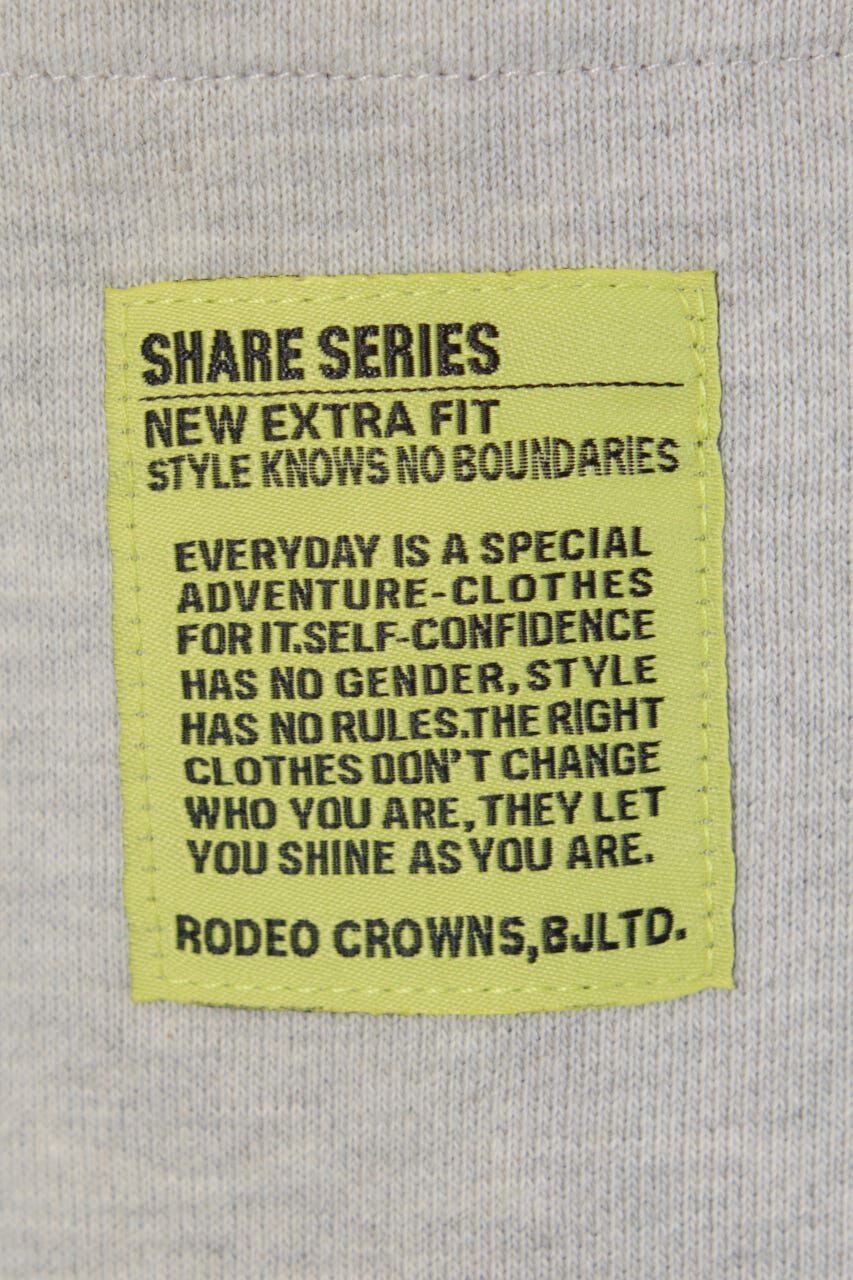 SHARE SERIES
NEW EXTRA FIT
STYLE KNOWS NO BOUNDARIES
EVERYDAY IS A SPECIAL
ADVENTURE-CLOTHES
FOR IT.SELF-CONFIDENCE
HAS NO GENDER,STYLE
HAS NO RULES.THE RIGHT
CLOTHES DON'T CHANGE
WHO YOU ARE,THEY LET
YOU SHINE AS YOU ARE.
RODEO CROWNS,BJLTD.